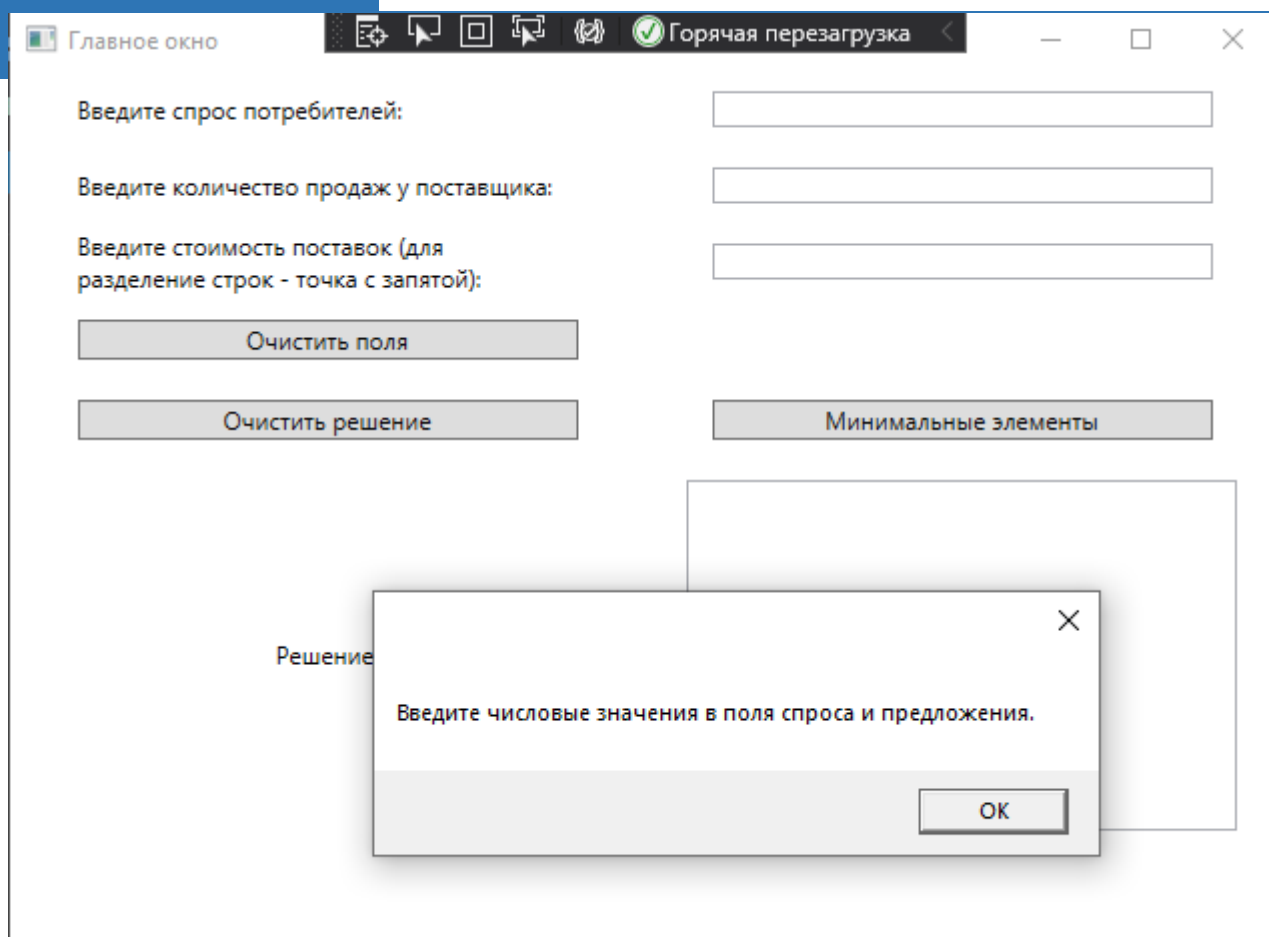 Главное окно
Горячая перезагрузка
Введите спрос потребителей:
Введите количество продаж у поставщика:
Введите стоимость поставок (для
разделение строк - точка с запятой):
Очистить поля
Очистить решение
Минимальные элементы
Решение
Введите числовые значения в поля спроса и предложения.
OK